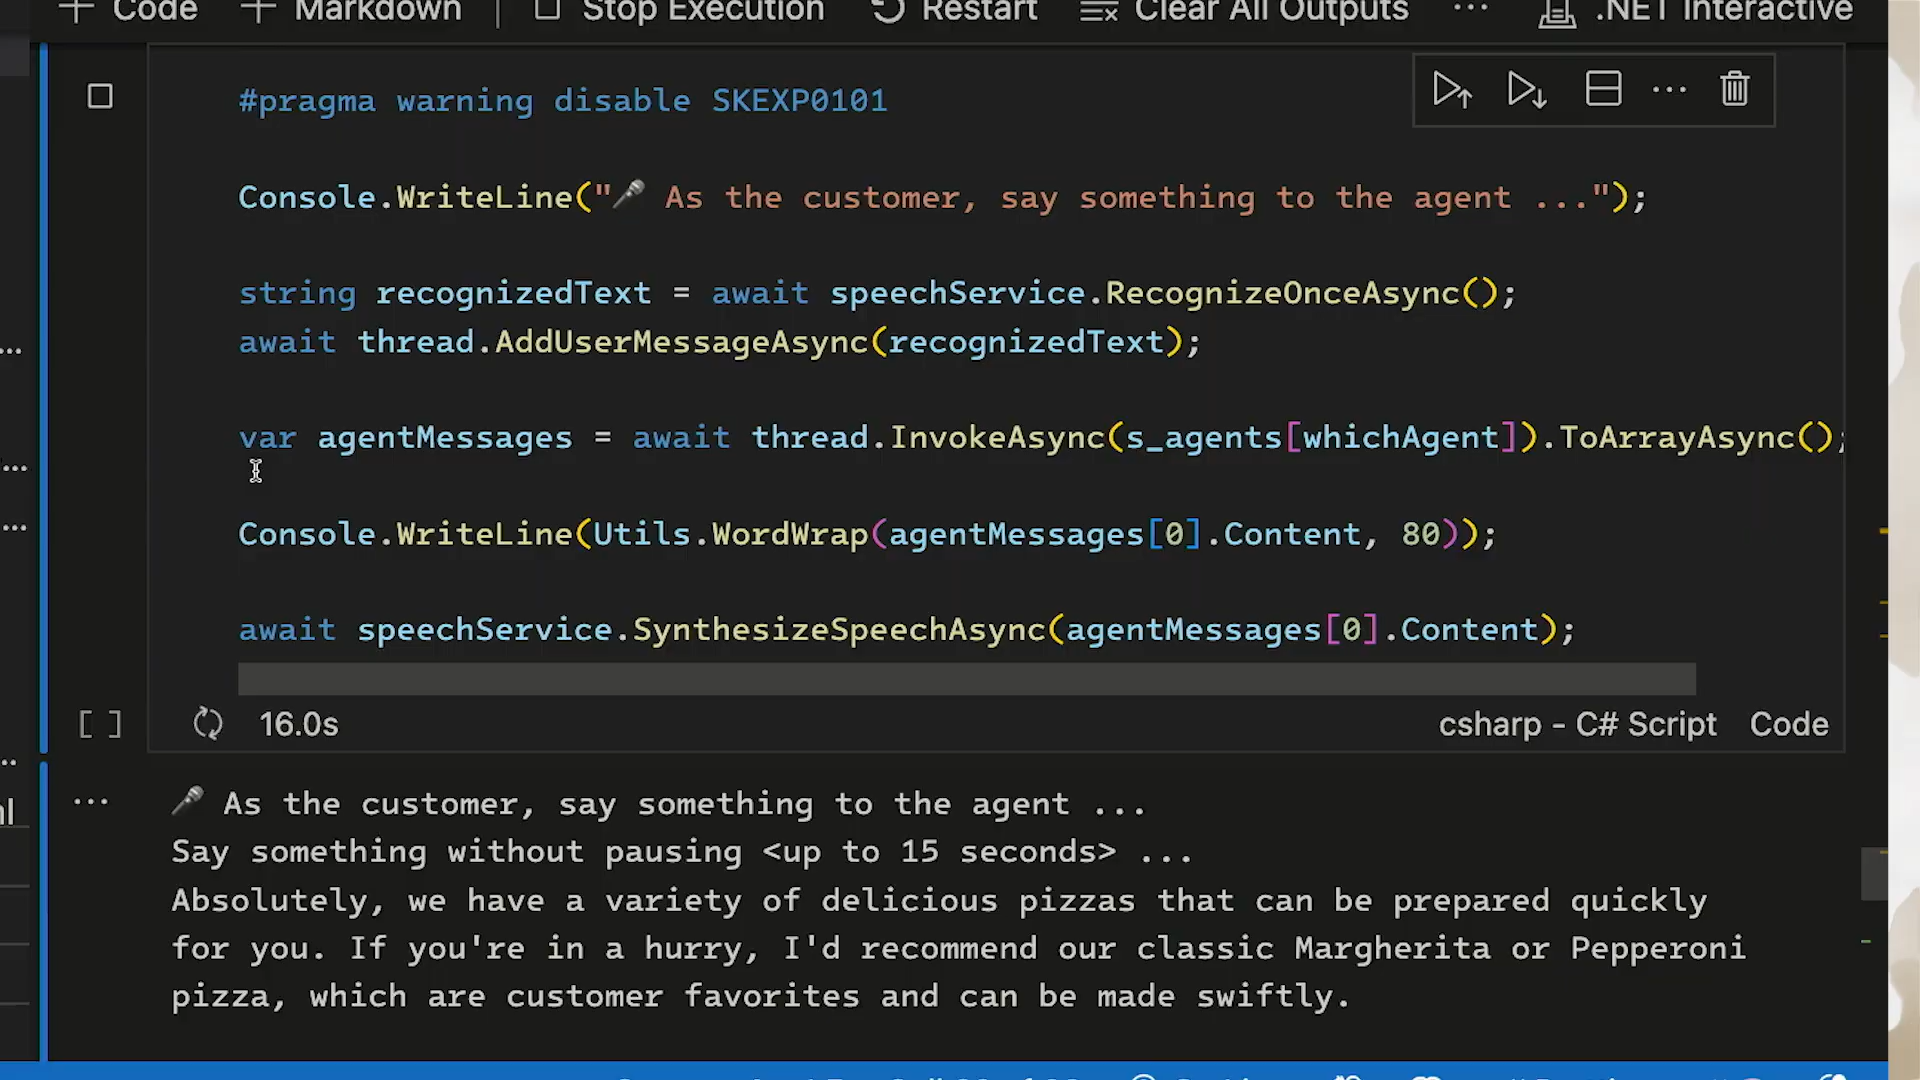 Code Markdown Stop Execution Restart Clear All Outputs ... .NET Interactive
#pragma warning disable SKEXP0101
Console.WriteLine("🎤 As the customer, say something to the agent ...");
string recognizedText = await speechService.RecognizeOnceAsync();
await thread.AddUserMessageAsync(recognizedText);
var agentMessages = await thread.InvokeAsync(s_agents[whichAgent]).ToArrayAsync();
Console.WriteLine(Utils.WordWrap(agentMessages[0].Content, 80));
await speechService.SynthesizeSpeechAsync(agentMessages[0].Content);
[ ] 16.0s csharp - C# Script Code
🎤 As the customer, say something to the agent ...
Say something without pausing <up to 15 seconds> ...
Absolutely, we have a variety of delicious pizzas that can be prepared quickly
for you. If you're in a hurry, I'd recommend our classic Margherita or Pepperoni
pizza, which are customer favorites and can be made swiftly.